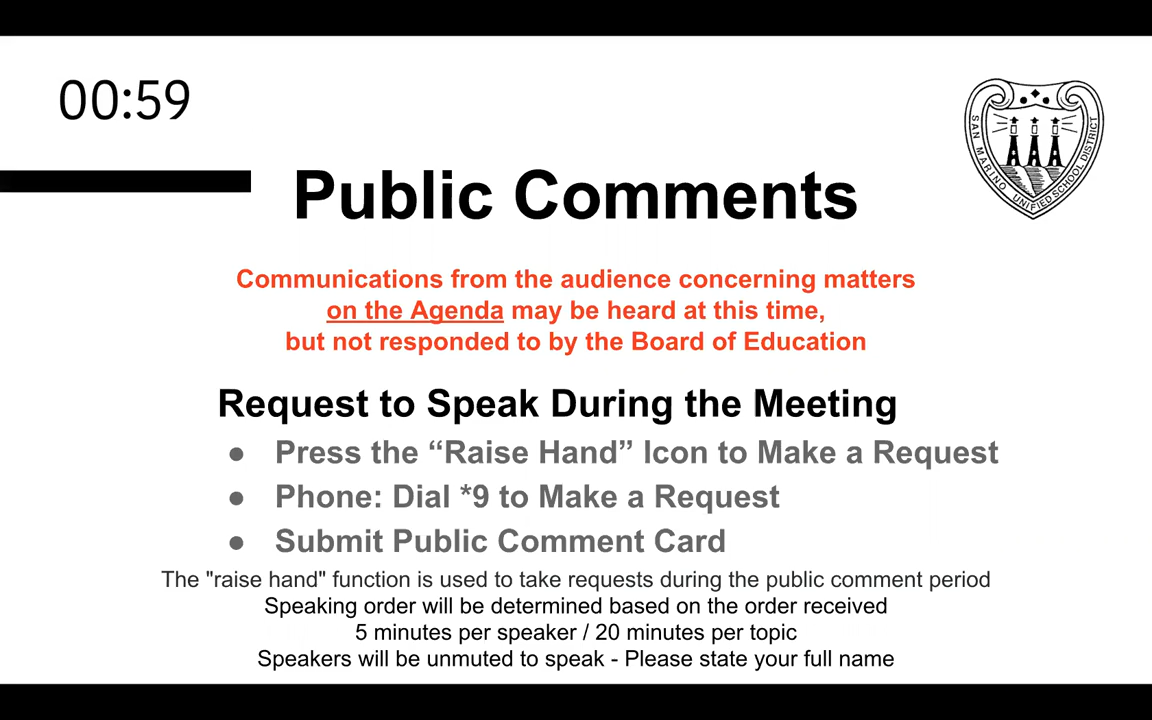 00:59
SAN MARINO UNIFIED SCHOOL DISTRICT
Public Comments
Communications from the audience concerning matters
on the Agenda may be heard at this time,
but not responded to by the Board of Education
Request to Speak During the Meeting
● Press the “Raise Hand” Icon to Make a Request
● Phone: Dial *9 to Make a Request
● Submit Public Comment Card
The "raise hand" function is used to take requests during the public comment period
Speaking order will be determined based on the order received
5 minutes per speaker / 20 minutes per topic
Speakers will be unmuted to speak - Please state your full name